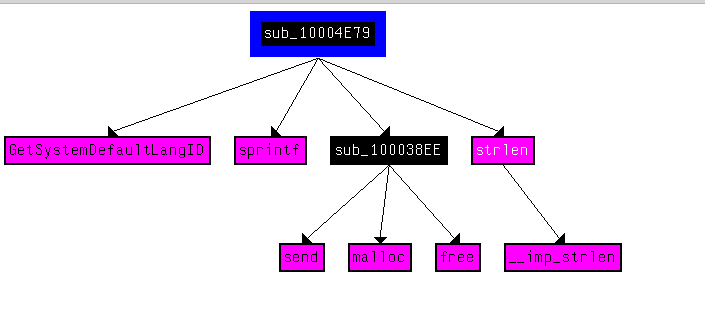 sub_10004E79
GetSystemDefaultLangID
sprintf
sub_100038EE
strlen
send
malloc
free
__imp_strlen